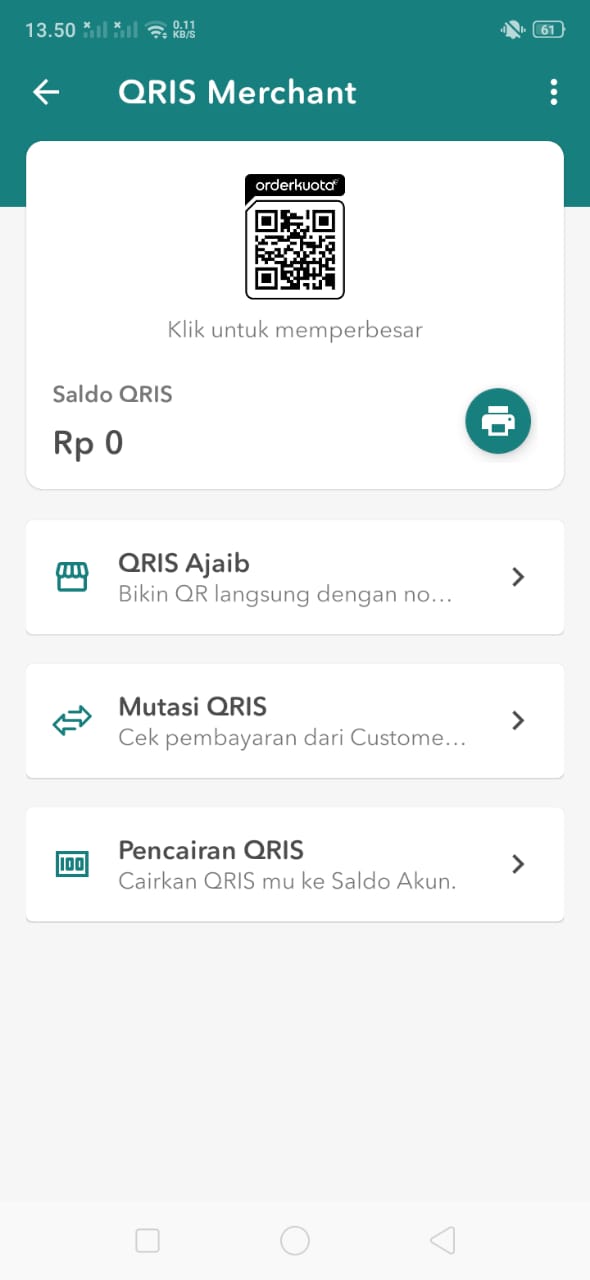 13.50
0.11
KB/S
61
QRIS Merchant
orderkuota
Klik untuk memperbesar
Saldo QRIS
Rp 0
QRIS Ajaib
Bikin QR langsung dengan no...
Mutasi QRIS
Cek pembayaran dari Custome...
100
Pencairan QRIS
Cairkan QRIS mu ke Saldo Akun.